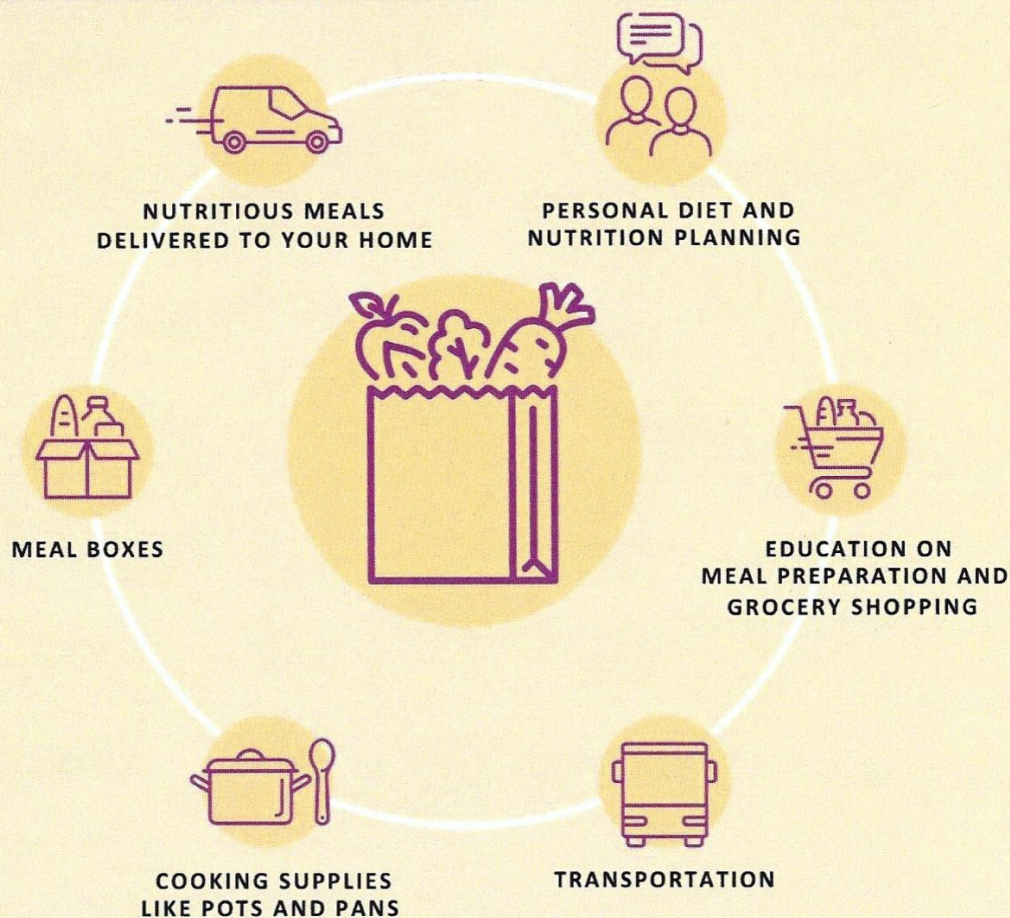 NUTRITIOUS MEALS
DELIVERED TO YOUR HOME
PERSONAL DIET AND
NUTRITION PLANNING
MEAL BOXES
EDUCATION ON
MEAL PREPARATION AND
GROCERY SHOPPING
COOKING SUPPLIES
LIKE POTS AND PANS
TRANSPORTATION